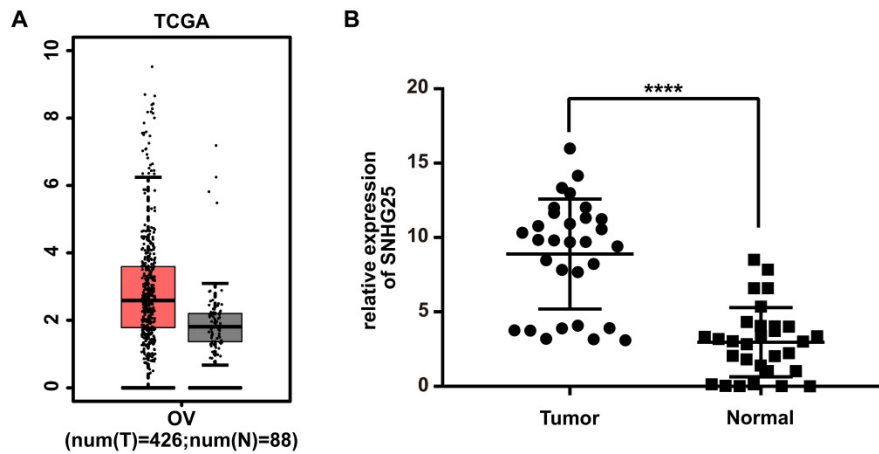 A
TCGA
10
8
6
4
2
0
OV
(num(T)=426;num(N)=88)
B
relative expression
of SNHG25
20
15
10
5
0
****
Tumor
Normal